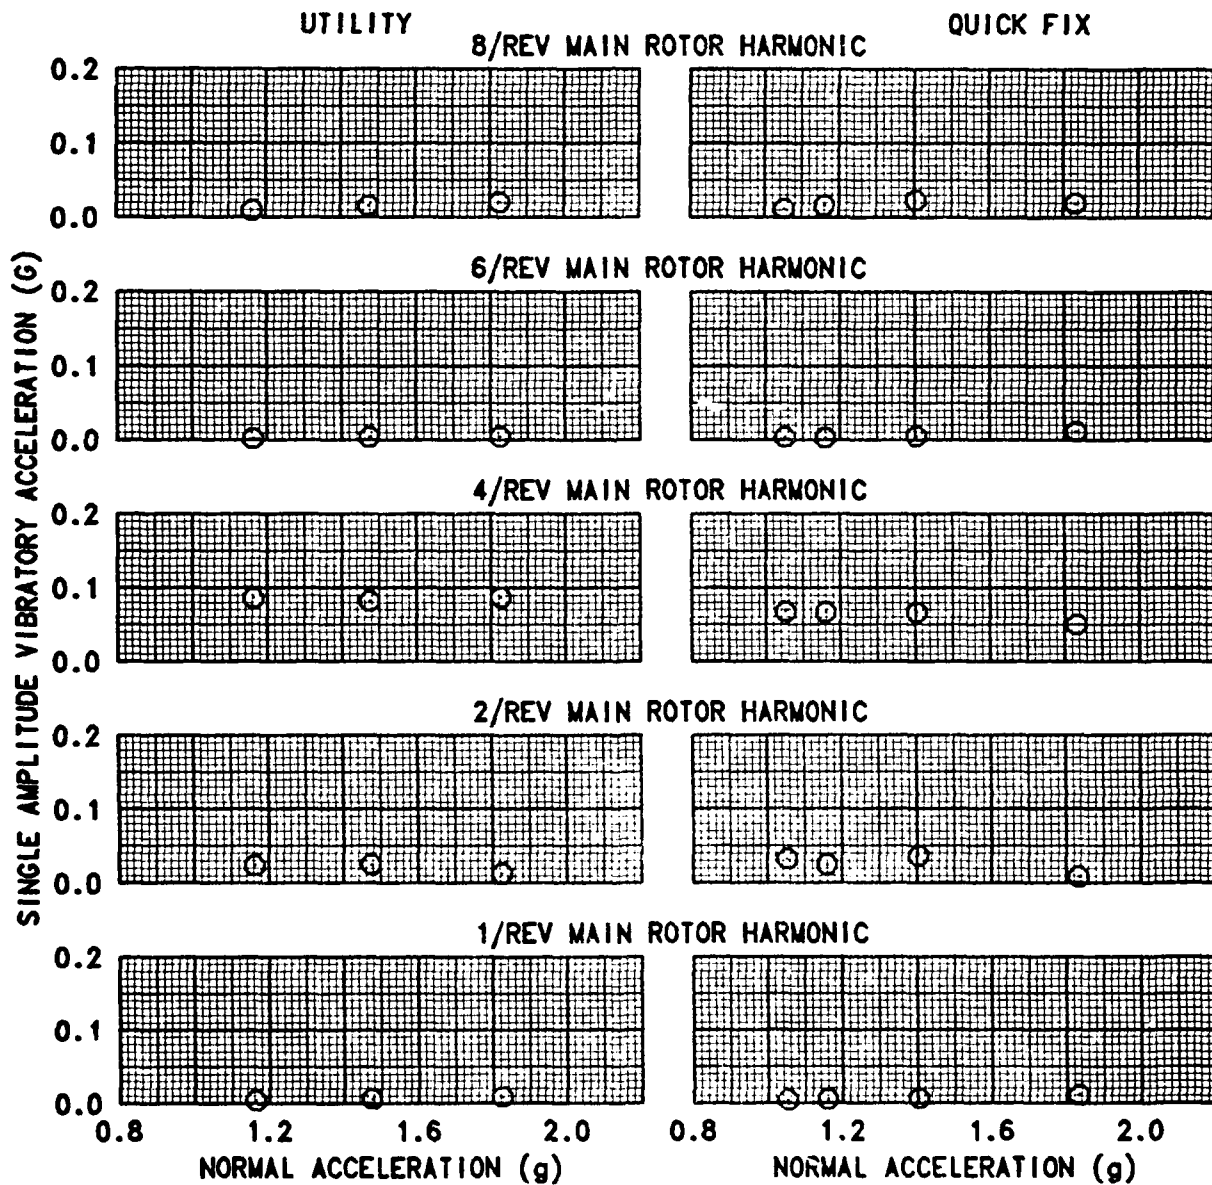 UTILITY QUICK FIX
8/REV MAIN ROTOR HARMONIC
0.2
0.1
0.0
6/REV MAIN ROTOR HARMONIC
0.2
0.1
0.0
4/REV MAIN ROTOR HARMONIC
0.2
0.1
0.0
2/REV MAIN ROTOR HARMONIC
0.2
0.1
0.0
1/REV MAIN ROTOR HARMONIC
0.2
0.1
0.0
SINGLE AMPLITUDE VIBRATORY ACCELERATION (G)
0.8 1.2 1.6 2.0 0.8 1.2 1.6 2.0
NORMAL ACCELERATION (g) NORMAL ACCELERATION (g)